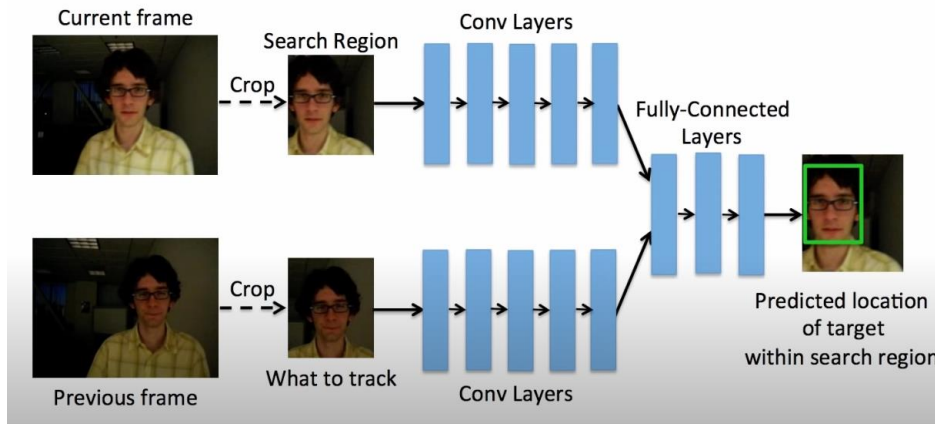 Current frame
Crop
Search Region
Conv Layers
Fully-Connected
Layers
Previous frame
Crop
What to track
Conv Layers
Predicted location
of target
within search region